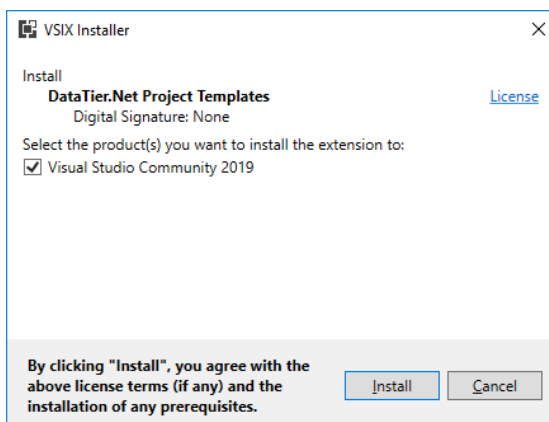 VSIX Installer
Install
DataTier.Net Project Templates
License
Digital Signature: None
Select the product(s) you want to install the extension to:
Visual Studio Community 2019
By clicking "Install", you agree with the
above license terms (if any) and the
installation of any prerequisites.
Install
Cancel